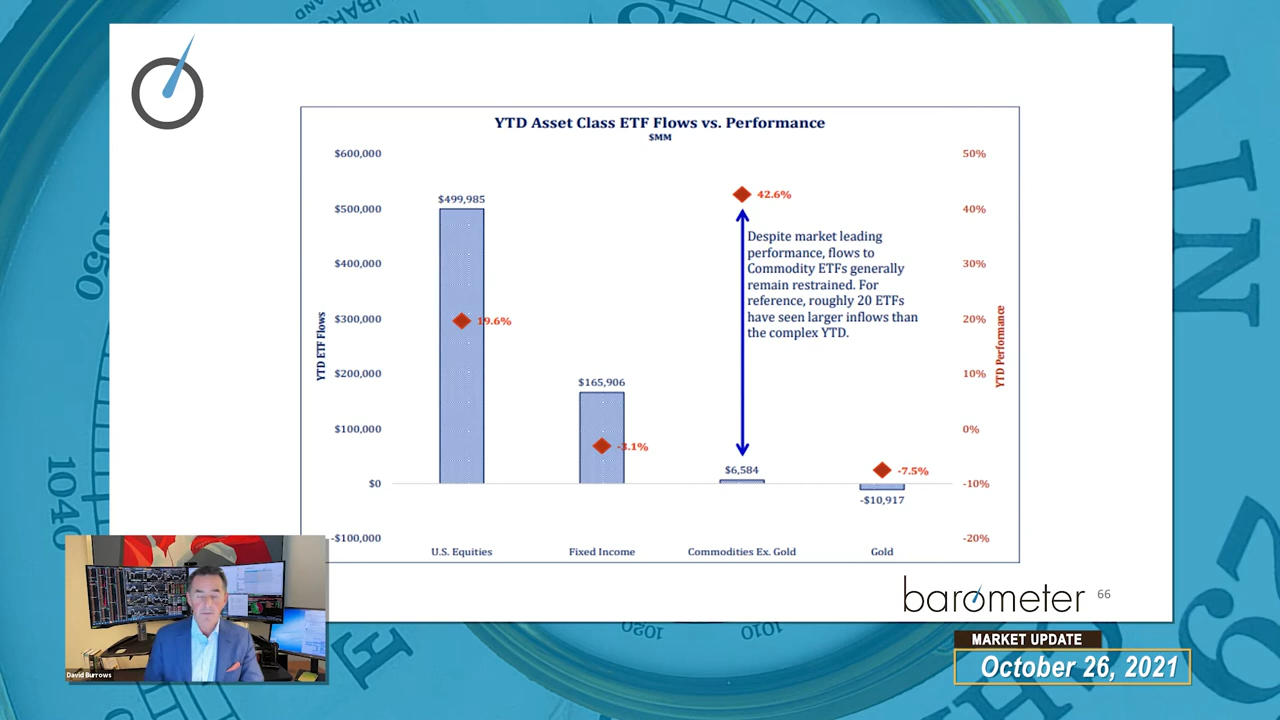 YTD Asset Class ETF Flows vs. Performance
$MM
$600,000
$500,000
$400,000
$300,000
$200,000
$100,000
$0
-$100,000
YTD ETF Flows
50%
40%
30%
20%
10%
0%
-10%
-20%
YTD Performance
$499,985
19.6%
$165,906
-3.1%
42.6%
Despite market leading
performance, flows to
Commodity ETFs generally
remain restrained. For
reference, roughly 20 ETFs
have seen larger inflows than
the complex YTD.
$6,584
-7.5%
-$10,917
U.S. Equities
Fixed Income
Commodities Ex. Gold
Gold
barometer
66
David Burrows
MARKET UPDATE
October 26, 2021
1050
1040
1020
1010